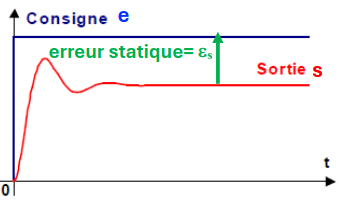 Consigne e
erreur statique= εs
Sortie s
t
0